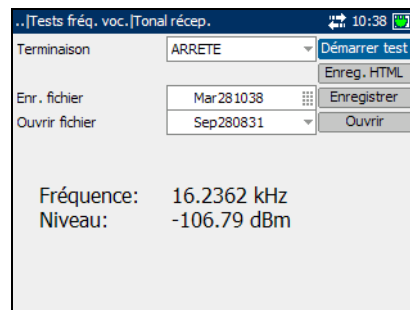 ..|Tests fréq. voc.|Tonal récep. 10:38
Terminaison ARRETE Démarrer test
Enreg. HTML
Enr. fichier Mar281038 Enregistrer
Ouvrir fichier Sep280831 Ouvrir
Fréquence: 16.2362 kHz
Niveau: -106.79 dBm